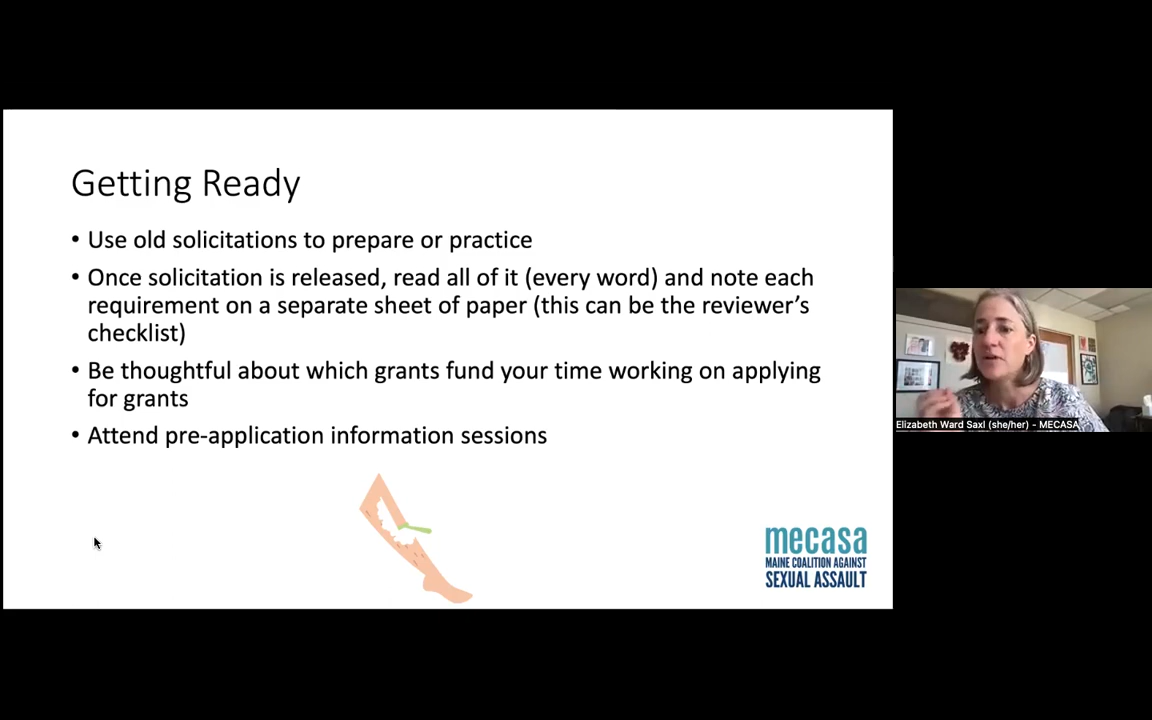 Getting Ready
• Use old solicitations to prepare or practice
• Once solicitation is released, read all of it (every word) and note each
requirement on a separate sheet of paper (this can be the reviewer's
checklist)
• Be thoughtful about which grants fund your time working on applying
for grants
• Attend pre-application information sessions
mecasa
MAINE COALITION AGAINST
SEXUAL ASSAULT
Elizabeth Ward Saxl (she/her) - MECASA